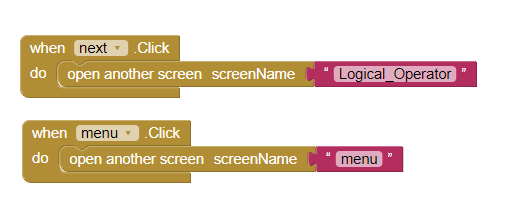 when next .Click
do open another screen screenName “ Logical_Operator ”
when menu .Click
do open another screen screenName “ menu ”